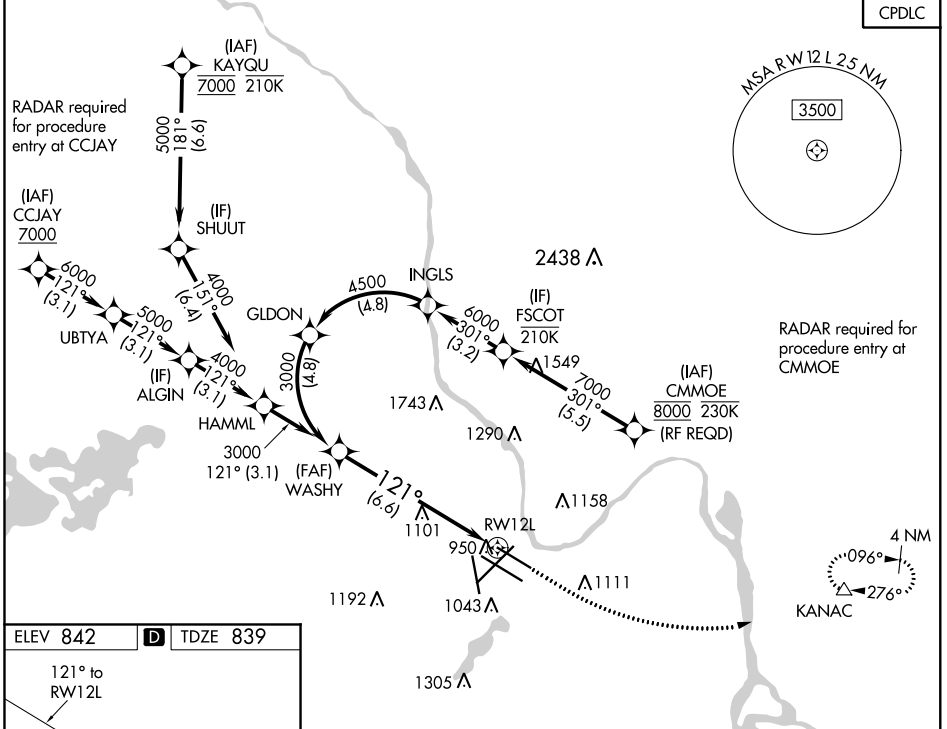 CPDLC
(IAF)
KAYQU
7000 210K
RADAR required
for procedure
entry at CCJAY
5000
181°
(6.6)
MSA RW 12 L 25 NM
3500
(IAF)
CCJAY
7000
(IF)
SHUUT
6000
121°
(3.1)
UBTYA
5000
121°
(3.1)
(IF)
ALGIN
4000
151°
(6.4)
4000
121°
(3.1)
HAMML
3000
121° (3.1)
GLDON
4500
(4.8)
3000
(4.8)
INGLS
6000
301°
(3.2)
(IF)
FSCOT
210K
2438
1549
7000
301°
(5.5)
(IAF)
CMMOE
8000 230K
(RF REQD)
RADAR required for
procedure entry at
CMMOE
1743
1290
(FAF)
WASHY
121°
(6.6)
1101
1158
RW12L
950
1043
1111
1192
1305
4 NM
096°
276°
KANAC
ELEV 842 D TDZE 839
121° to
RW12L